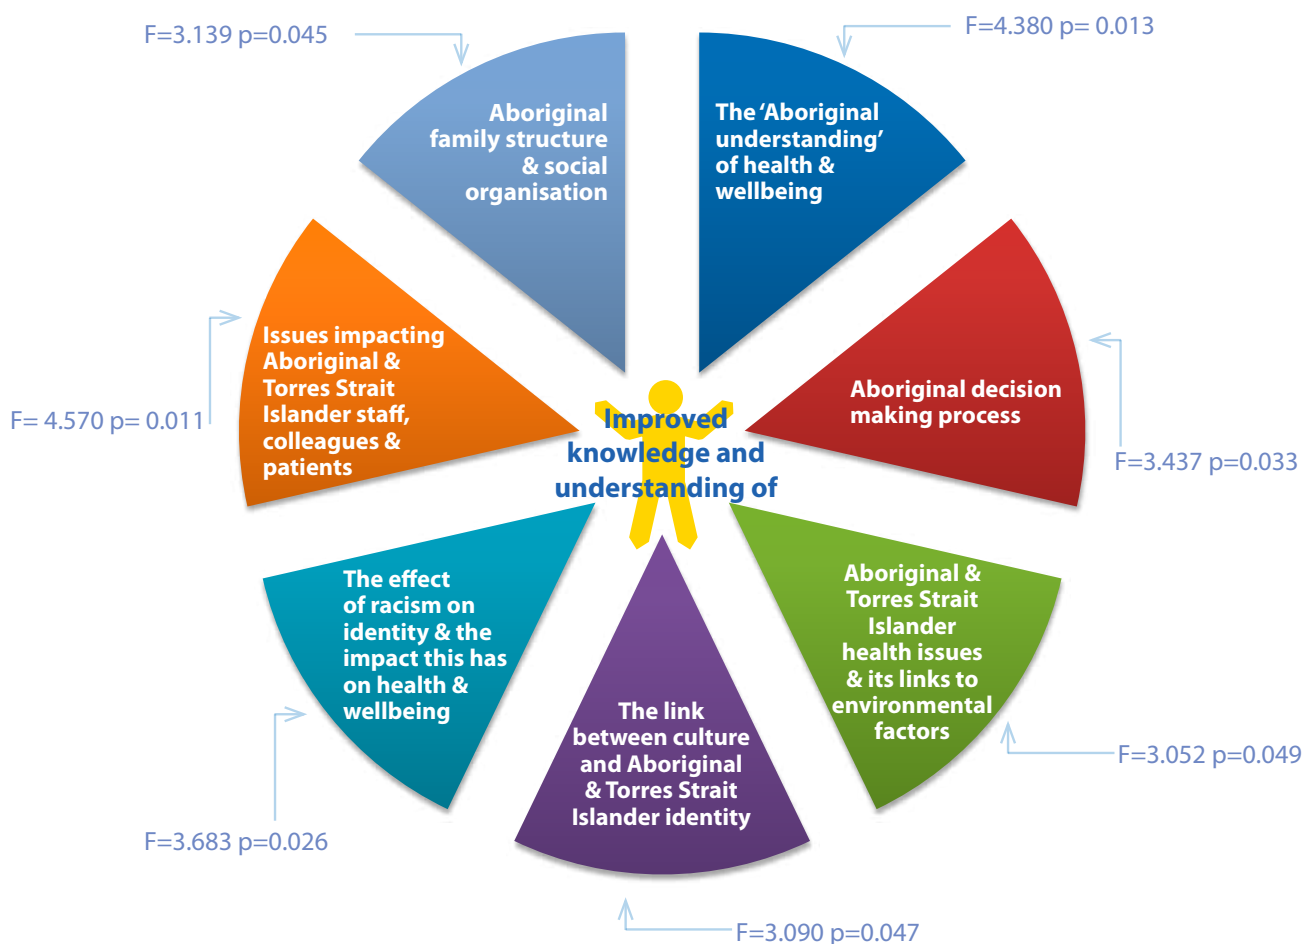 F=3.139 p=0.045
Aboriginal
family structure
& social
organisation
F=4.380 p= 0.013
The ‘Aboriginal
understanding’
of health &
wellbeing
Aboriginal decision
making process
F=3.437 p=0.033
Aboriginal &
Torres Strait
Islander
health issues
& its links to
environmental
factors
F=3.052 p=0.049
The link
between culture
and Aboriginal
& Torres Strait
Islander identity
F=3.090 p=0.047
The effect
of racism on
identity & the
impact this has
on health &
wellbeing
F=3.683 p=0.026
Issues impacting
Aboriginal &
Torres Strait
Islander staff,
colleagues &
patients
F= 4.570 p= 0.011
Improved
knowledge and
understanding of